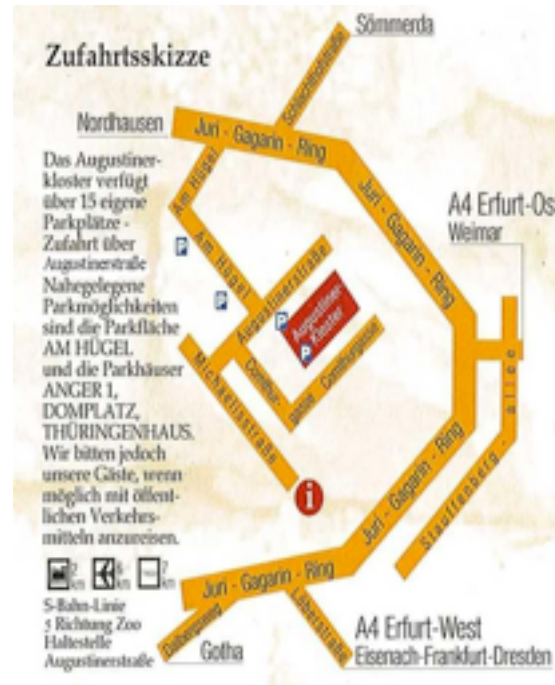 Zufahrtsskizze
Sömmerda
Nordhausen
Juri - Gagarin - Ring
Das Augustiner-
kloster verfügt
über 15 eigene
Parkplätze -
Zufahrt über
Augustinerstraße
Nahegelegene
Parkmöglichkeiten
sind die Parkfläche
AM HÜGEL
und die Parkhäuser
ANGER 1,
DOMPLATZ,
THÜRINGENHAUS.
Wir bitten jedoch
unsere Gäste, wenn
möglich mit öffent-
lichen Verkehrs-
mitteln anzureisen.
S-Bahn-Linie
5 Richtung Zoo
Haltestelle
Augustinerstraße
Am Hügel
Am Hügel
P
P
P
P
Augustinerstraße
Augustiner-
Kloster
Comthur-
gasse
Comthurgasse
Michaelisstraße
i
Juri - Gagarin - Ring
A4 Erfurt-Os
Weimar
Stauffenberg - allee
Juri - Gagarin - Ring
Juri - Gagarin - Ring
Löberstraße
Gotha
A4 Erfurt-West
Eisenach-Frankfurt-Dresden